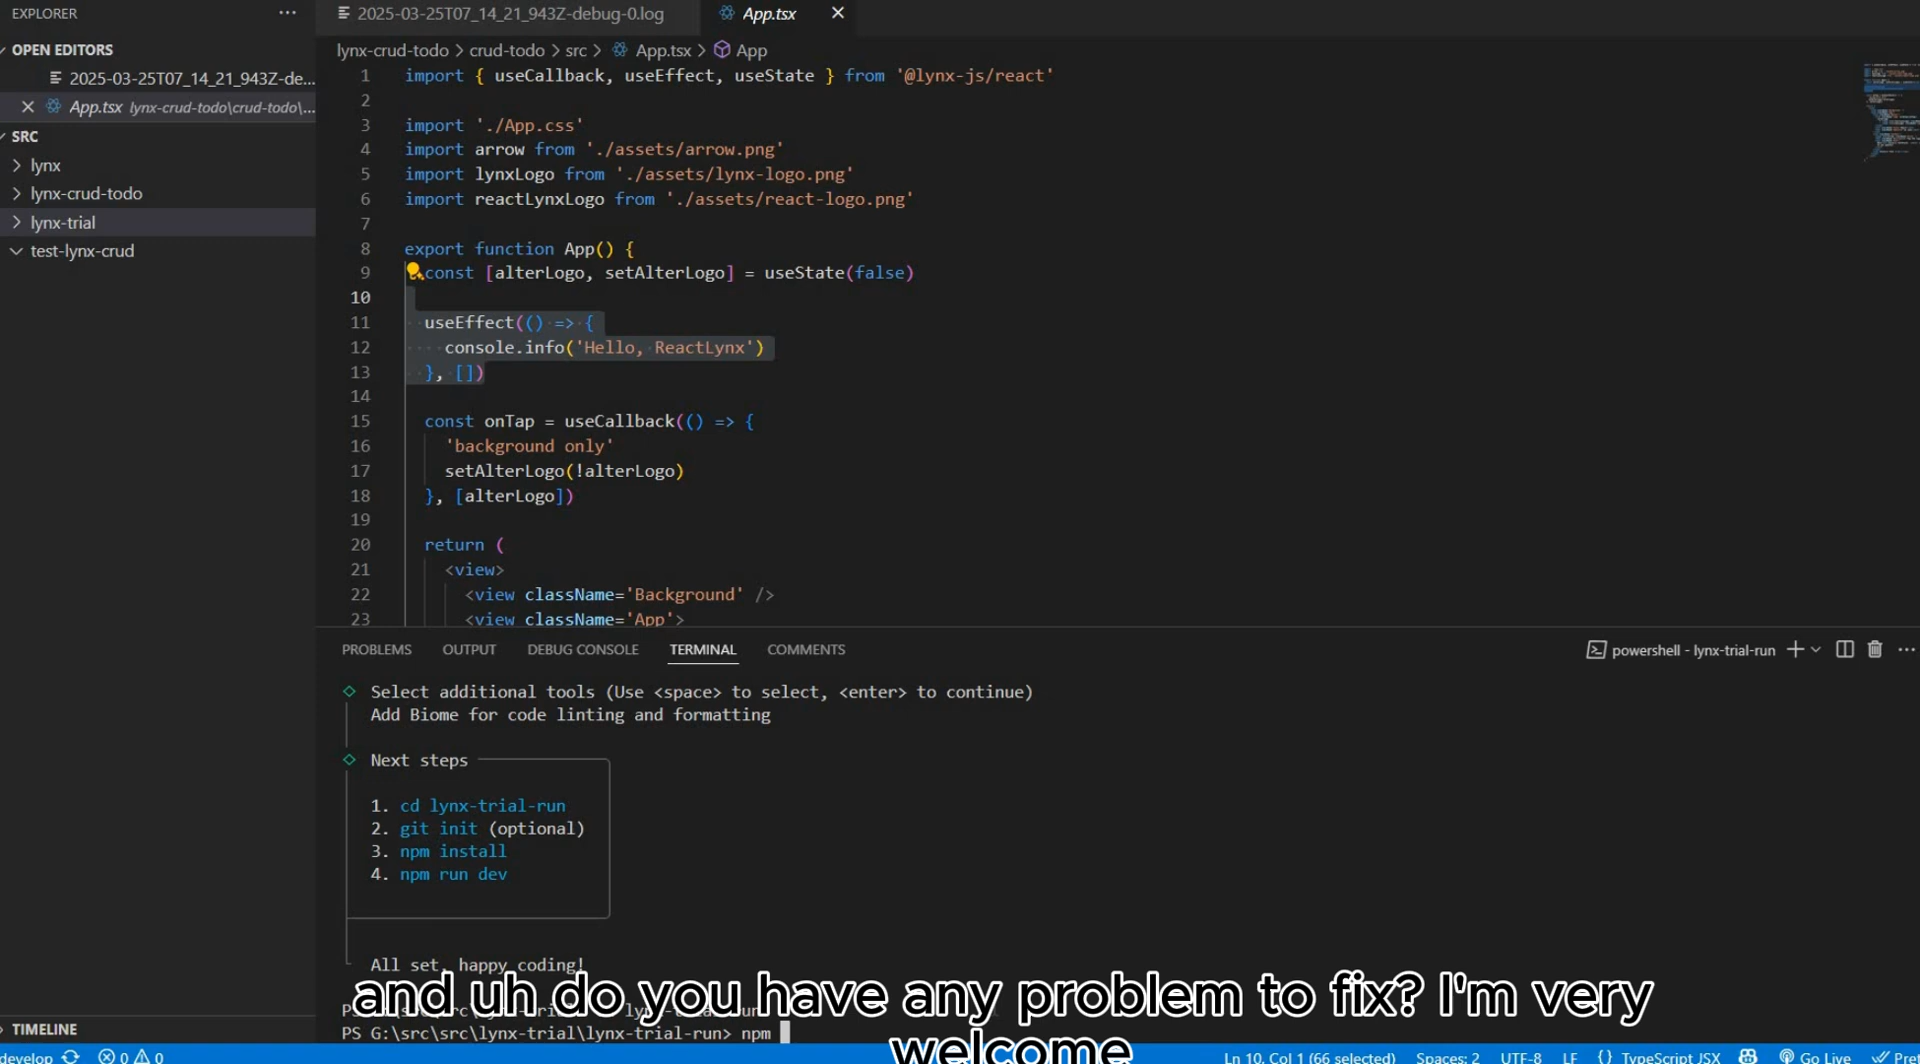 EXPLORER
2025-03-25T07_14_21_943Z-debug-0.log
App.tsx
OPEN EDITORS
2025-03-25T07_14_21_943Z-de...
App.tsx lynx-crud-todo\crud-todo\...
SRC
lynx
lynx-crud-todo
lynx-trial
test-lynx-crud
TIMELINE
lynx-crud-todo > crud-todo > src > App.tsx > App
1 import { useCallback, useEffect, useState } from '@lynx-js/react'
2
3 import './App.css'
4 import arrow from './assets/arrow.png'
5 import lynxLogo from './assets/lynx-logo.png'
6 import reactLynxLogo from './assets/react-logo.png'
7
8 export function App() {
9 const [alterLogo, setAlterLogo] = useState(false)
10
11 useEffect(() => {
12 console.info('Hello, ReactLynx')
13 }, [])
14
15 const onTap = useCallback(() => {
16 'background only'
17 setAlterLogo(!alterLogo)
18 }, [alterLogo])
19
20 return (
21 <view>
22 <view className='Background' />
23 <view className='App'>
PROBLEMS OUTPUT DEBUG CONSOLE TERMINAL COMMENTS
powershell - lynx-trial-run
Select additional tools (Use <space> to select, <enter> to continue)
Add Biome for code linting and formatting
Next steps
1. cd lynx-trial-run
2. git init (optional)
3. npm install
4. npm run dev
All set, happy coding!
and uh do you have any problem to fix? I'm very
welcome
PS G:\src\src\lynx-trial\lynx-trial-run> npm
develop 0 0
Ln 10, Col 1 (66 selected) Spaces: 2 UTF-8 LF {} TypeScript JSX Go Live